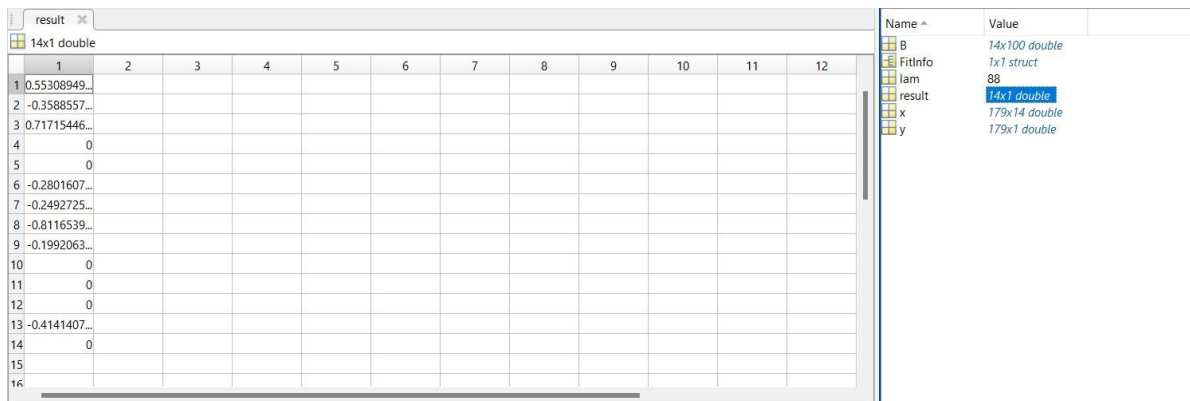 result
14x1 double
1 2 3 4 5 6 7 8 9 10 11 12
1 0.55308949...
2 -0.3588557...
3 0.71715446...
4 0
5 0
6 -0.2801607...
7 -0.2492725...
8 -0.8116539...
9 -0.1992063...
10 0
11 0
12 0
13 -0.4141407...
14 0
15
16
Name Value
B 14x100 double
FitInfo 1x1 struct
lam 88
result 14x1 double
x 179x14 double
y 179x1 double